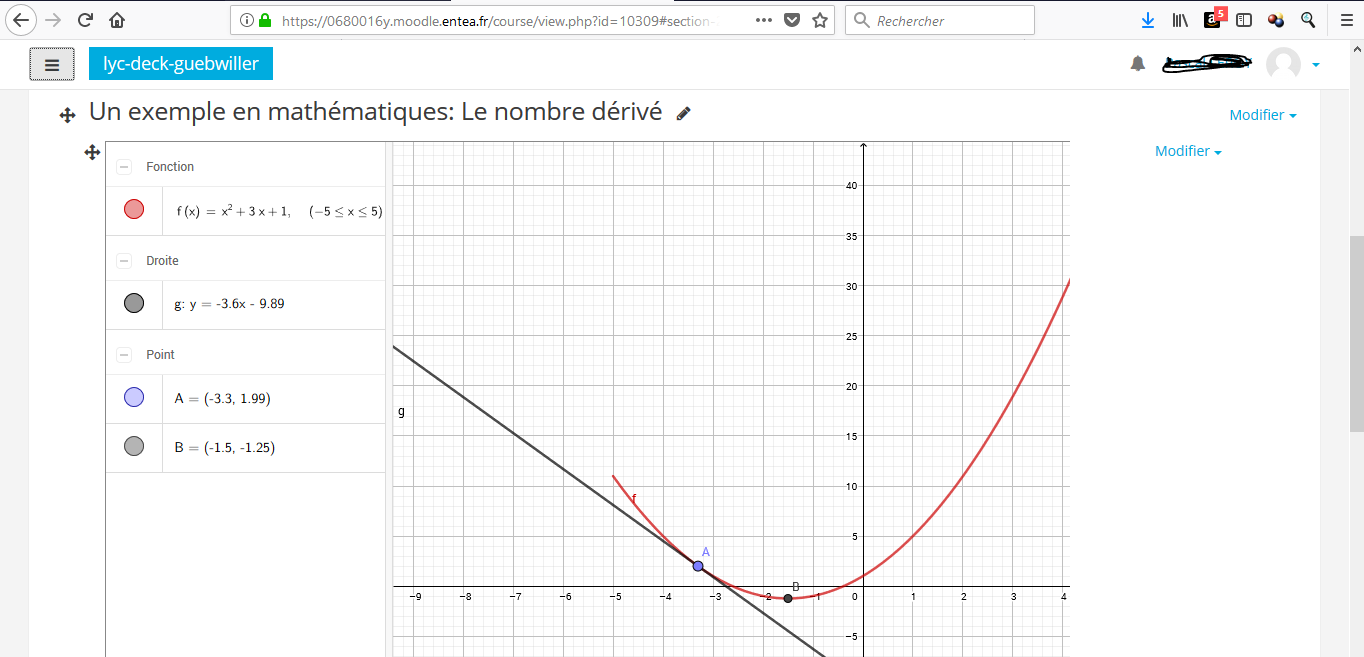 https://0680016y.moodle.entea.fr/course/view.php?id=10309#section-
Rechercher
5
lyc-deck-guebwiller
Un exemple en mathématiques: Le nombre dérivé
Modifier
Modifier
Fonction
f (x) = x² + 3 x + 1, (−5 ≤ x ≤ 5)
Droite
g: y = -3.6x - 9.89
Point
A = (-3.3, 1.99)
B = (-1.5, -1.25)
40
35
30
25
20
15
10
5
−5
g
f
A
B
−9 −8 −7 −6 −5 −4 −3 −2 −1 0 1 2 3 4